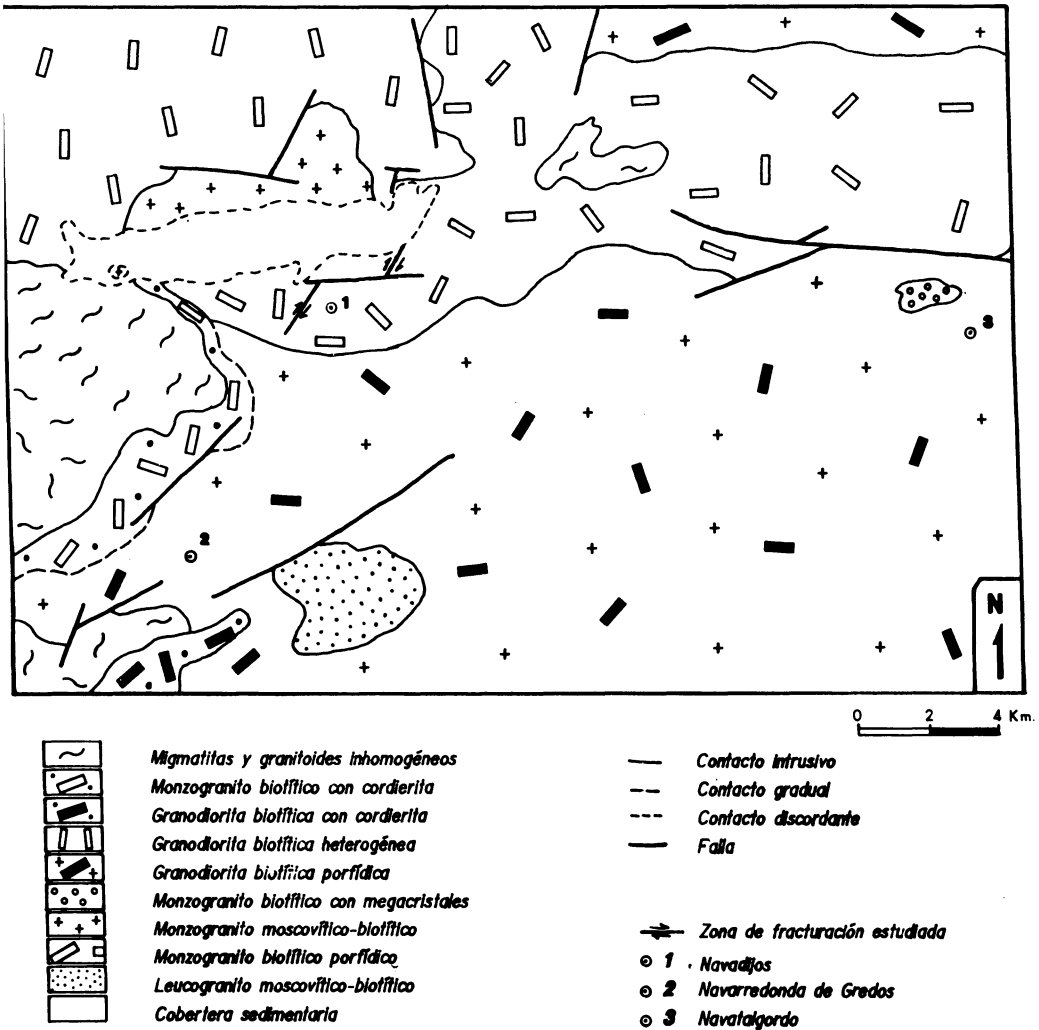 1
3
2
N
0 2 4 Km.
Migmatitas y granitoides inhomogéneos
Monzogranito biotítico con cordierita
Granodiorita biotítica con cordierita
Granodiorita biotítica heterogénea
Granodiorita biotítica porfídica
Monzogranito biotítico con megacristales
Monzogranito moscovítico-biotítico
Monzogranito biotítico porfídico
Leucogranito moscovítico-biotítico
Cobertera sedimentaria
Contacto intrusivo
Contacto gradual
Contacto discordante
Falla
Zona de fracturación estudiada
1 Navadijos
2 Navarredonda de Gredos
3 Navatalgordo